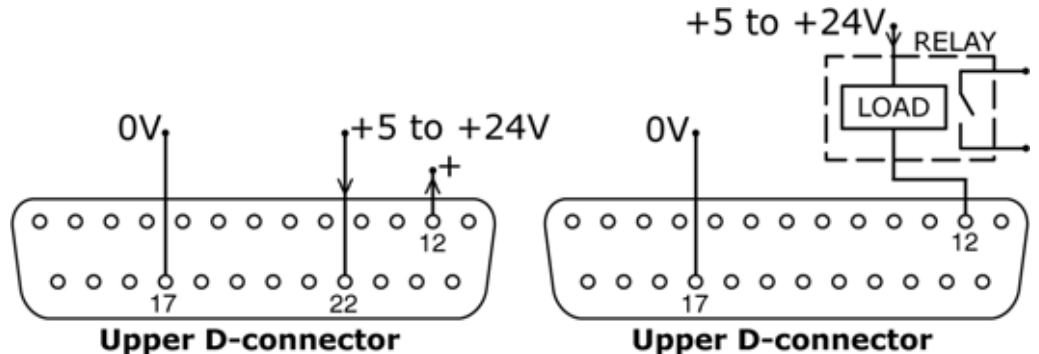 +5 to +24V
RELAY
LOAD
0V
+5 to +24V
+
0V
12
12
17
22
17
Upper D-connector
Upper D-connector